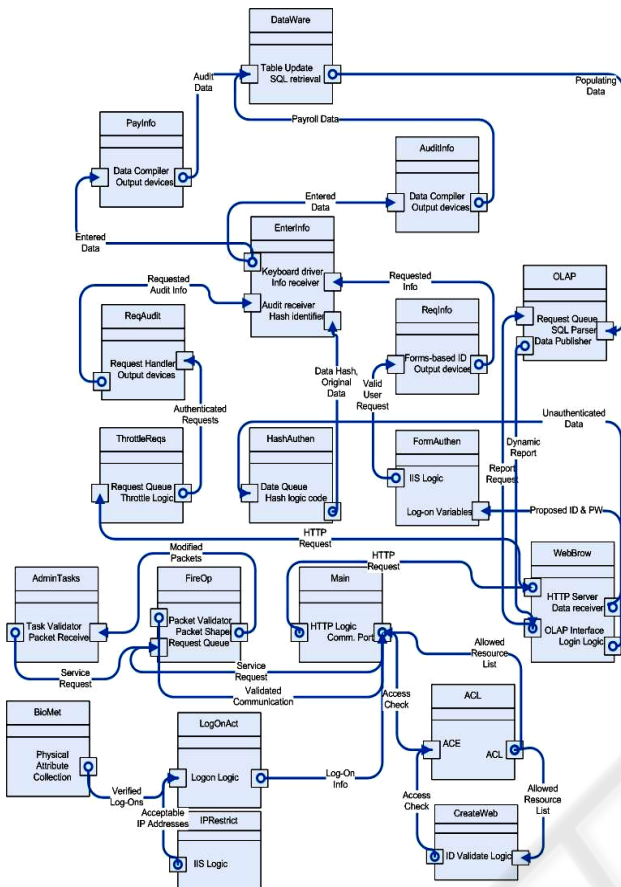 DataWare
Table Update
SQL retrieval
Audit
Data
Populating
Data
PayInfo
Payroll Data
AuditInfo
Data Compiler
Output devices
Data Compiler
Output devices
Entered
Data
EnterInfo
Entered
Data
Keyboard driver
Info receiver
Requested
Audit Info
Requested
Info
OLAP
Audit receiver
Hash identifier
ReqAudit
ReqInfo
Request Queue
SQL Parser
Data Publisher
Request Handler
Output devices
Forms-based ID
Output devices
Data Hash,
Original
Data
Valid
User
Request
Authenticated
Requests
Unauthenticated
Data
ThrottleReqs
HashAuthen
FormAuthen
Dynamic
Report
Report
Request
Request Queue
Throttle Logic
Date Queue
Hash logic code
IIS Logic
Log-on Variables
Proposed ID & PW
HTTP
Request
Modified
Packets
HTTP
Request
WebBrow
AdminTasks
FireOp
Main
HTTP Server
Data receiver
Task Validator
Packet Receive
Packet Validator
Packet Shape
Request Queue
HTTP Logic
Comm. Port
OLAP Interface
Login Logic
Service
Request
Service
Request
Allowed
Resource
List
Validated
Communication
Access
Check
BioMet
LogOnAct
ACL
Physical
Attribute
Collection
Logon Logic
ACE
ACL
Verified
Log-Ons
Log-On
Info
Acceptable
IP Addresses
Access
Check
Allowed
Resource
List
IPRestrict
CreateWeb
IIS Logic
ID Validate Logic